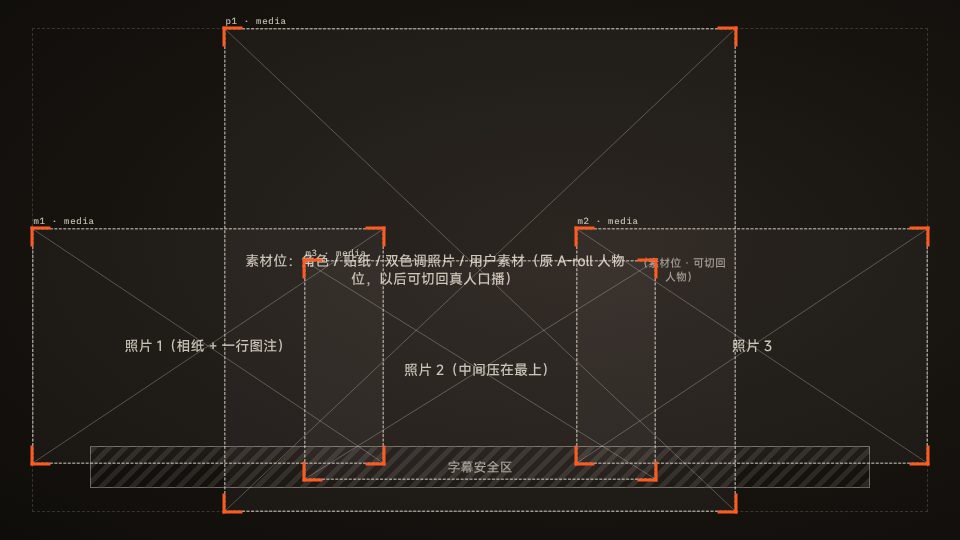 p1 · media
m1 · media
m2 · media
m3 · media
素材位：角色 / 贴纸 / 双色调照片 / 用户素材（原 A-roll 人物
位，以后可切回真人口播）
（素材位 · 可切回
人物）
照片 1（相纸 + 一行图注）
照片 3
照片 2（中间压在最上）
字幕安全区